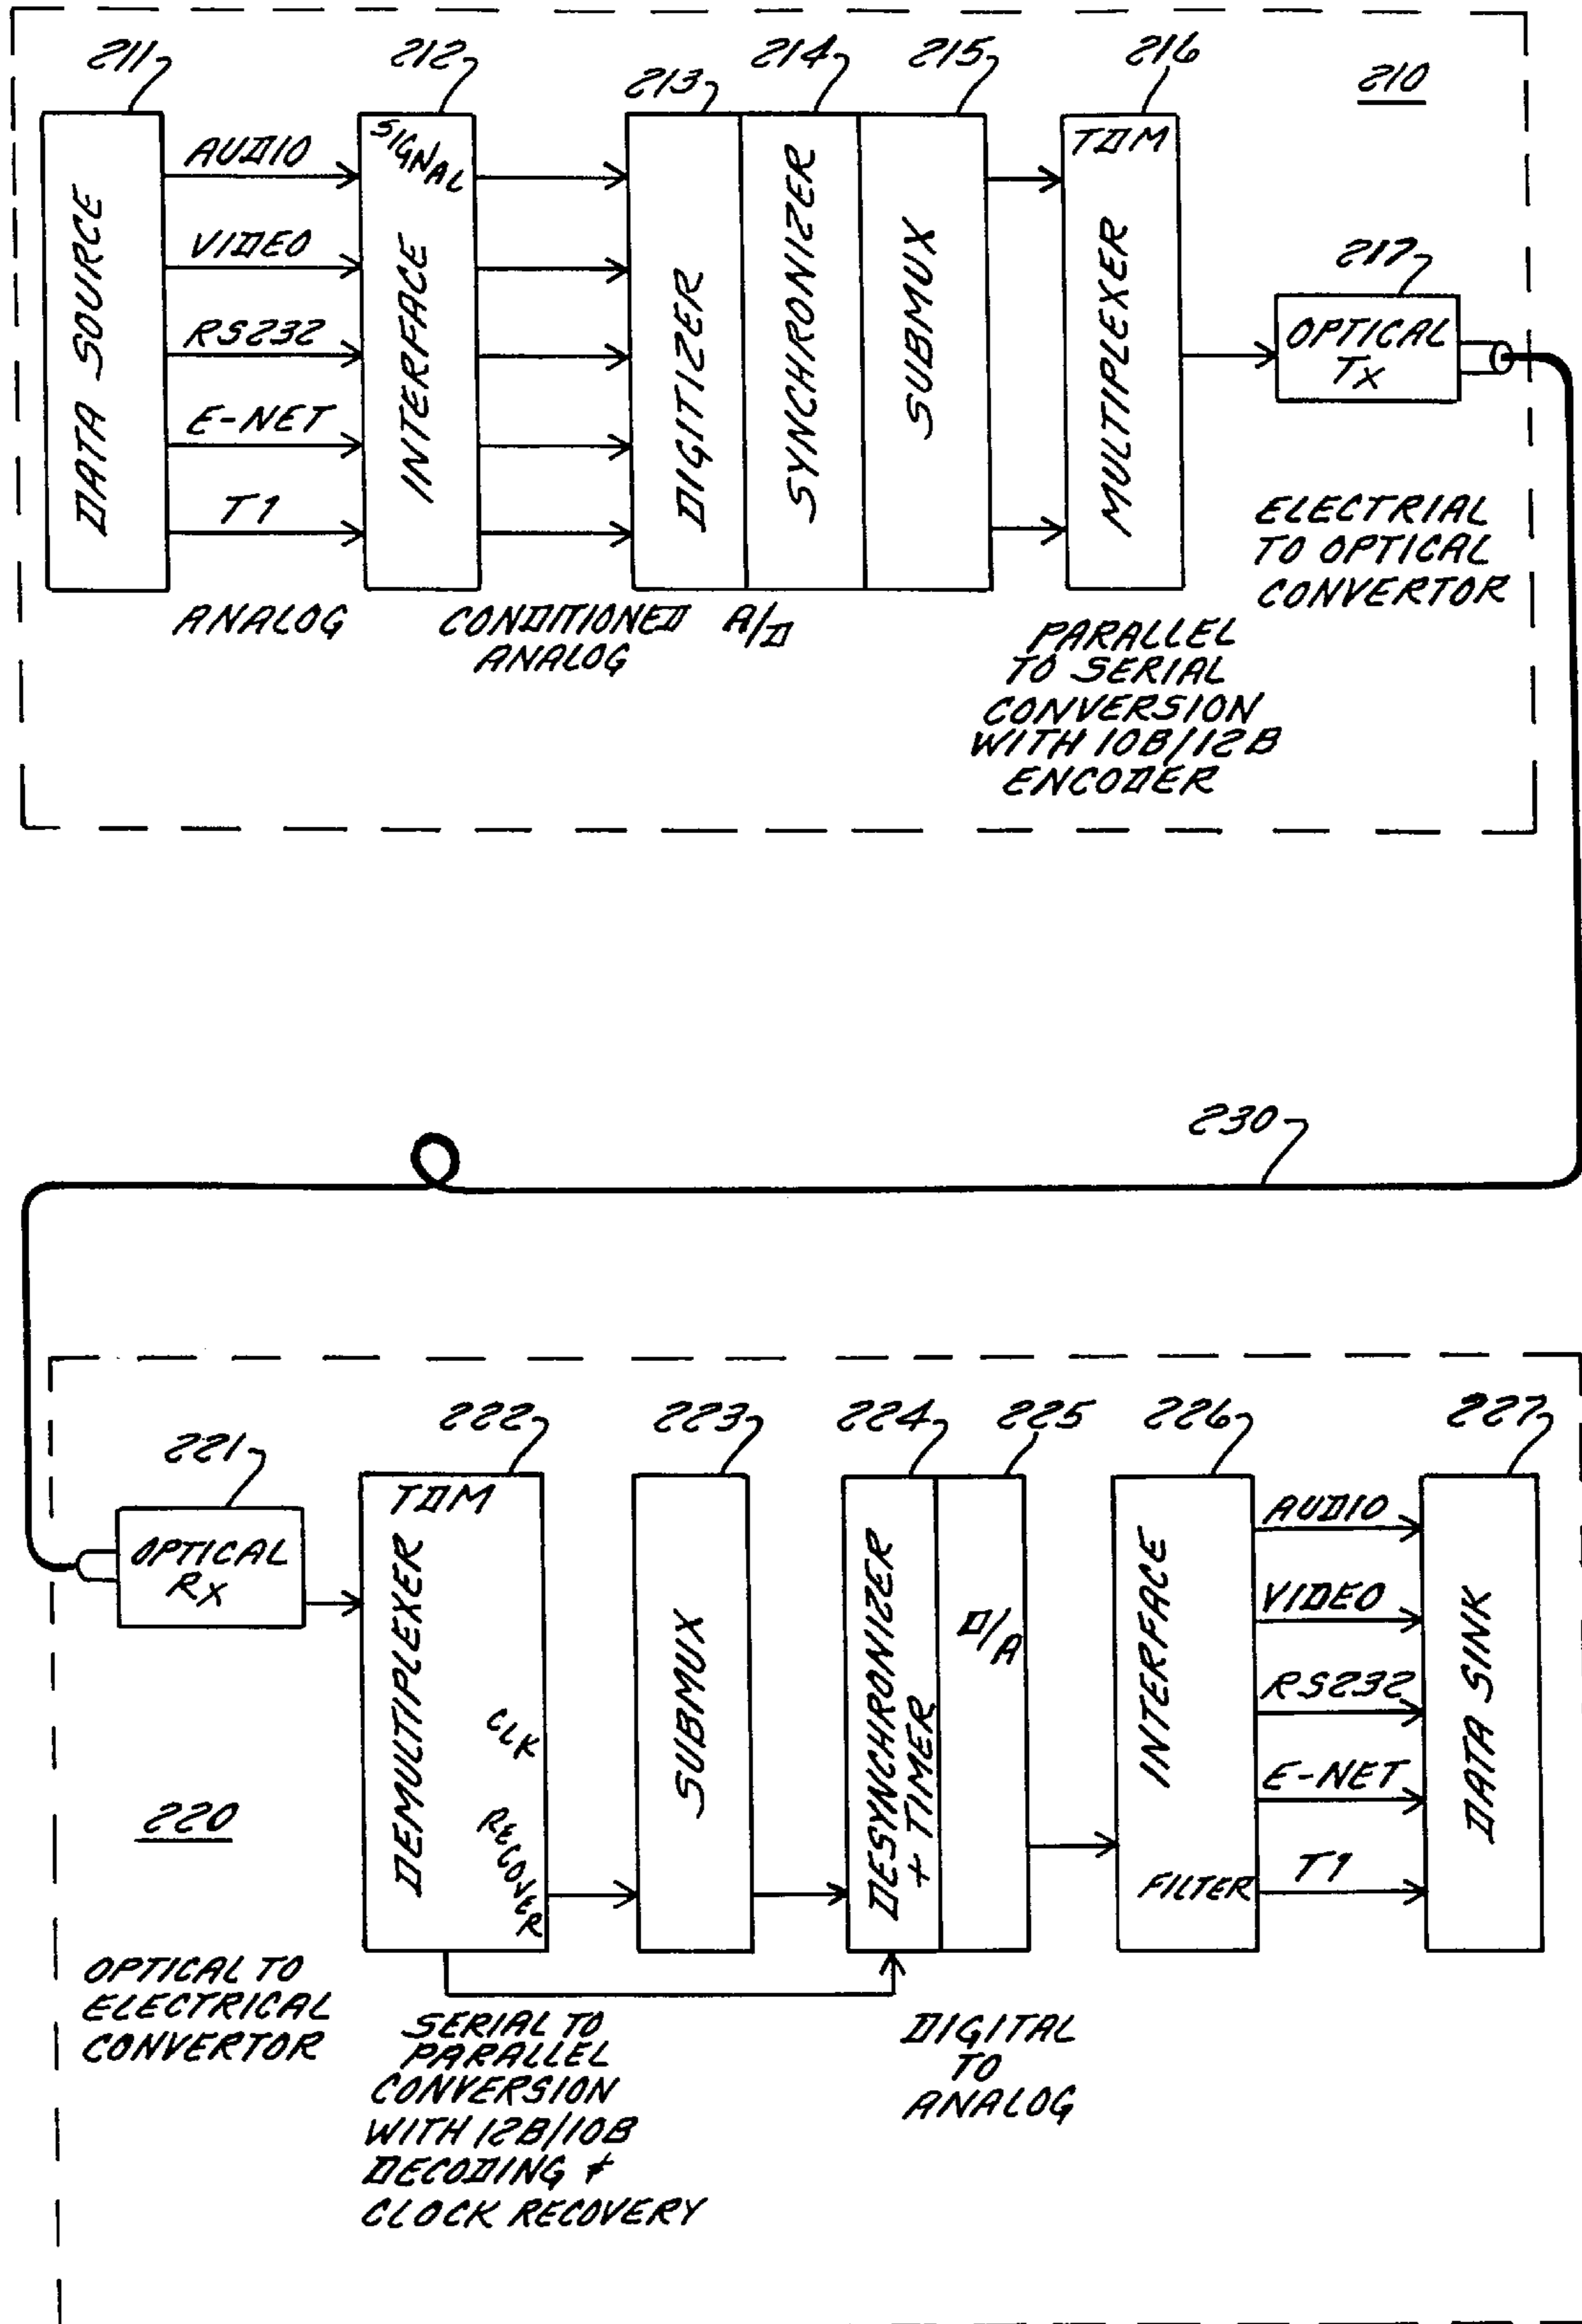 211
212
213
214
215
216
210
DATA SOURCE
AUDIO
VIDEO
RS232
E-NET
T1
SIGNAL
INTERFACE
DIGITIZER
SYNCHRONIZER
SUBMUX
TDM
MULTIPLEXER
217
OPTICAL
TX
ELECTRIAL
TO OPTICAL
CONVERTOR
ANALOG
CONDITIONED
ANALOG
A/D
PARALLEL
TO SERIAL
CONVERSION
WITH 10B/12B
ENCODER
230
221
222
223
224
225
226
227
OPTICAL
RX
TDM
DEMULTIPLEXER
CLK
RECOVER
SUBMUX
DESYNCHRONIZER
+ TIMER
D/A
INTERFACE
FILTER
AUDIO
VIDEO
RS232
E-NET
T1
DATA SINK
220
OPTICAL TO
ELECTRICAL
CONVERTOR
SERIAL TO
PARALLEL
CONVERSION
WITH 12B/10B
DECODING +
CLOCK RECOVERY
DIGITAL
TO
ANALOG